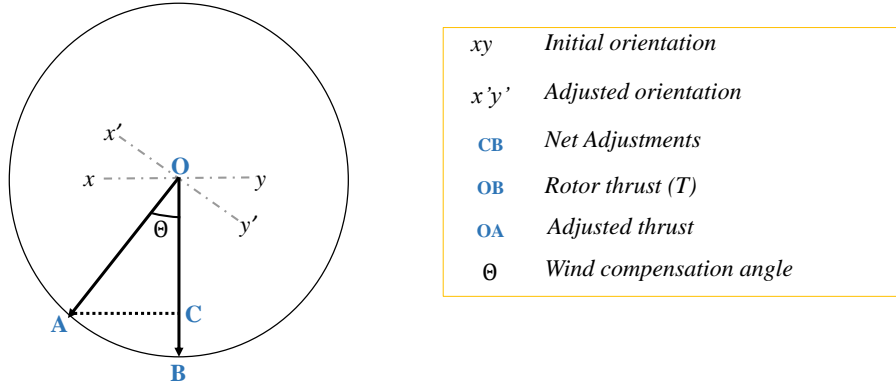 x'
O
x
y
y'
Θ
A
C
B
xy Initial orientation
x'y' Adjusted orientation
CB Net Adjustments
OB Rotor thrust (T)
OA Adjusted thrust
Θ Wind compensation angle